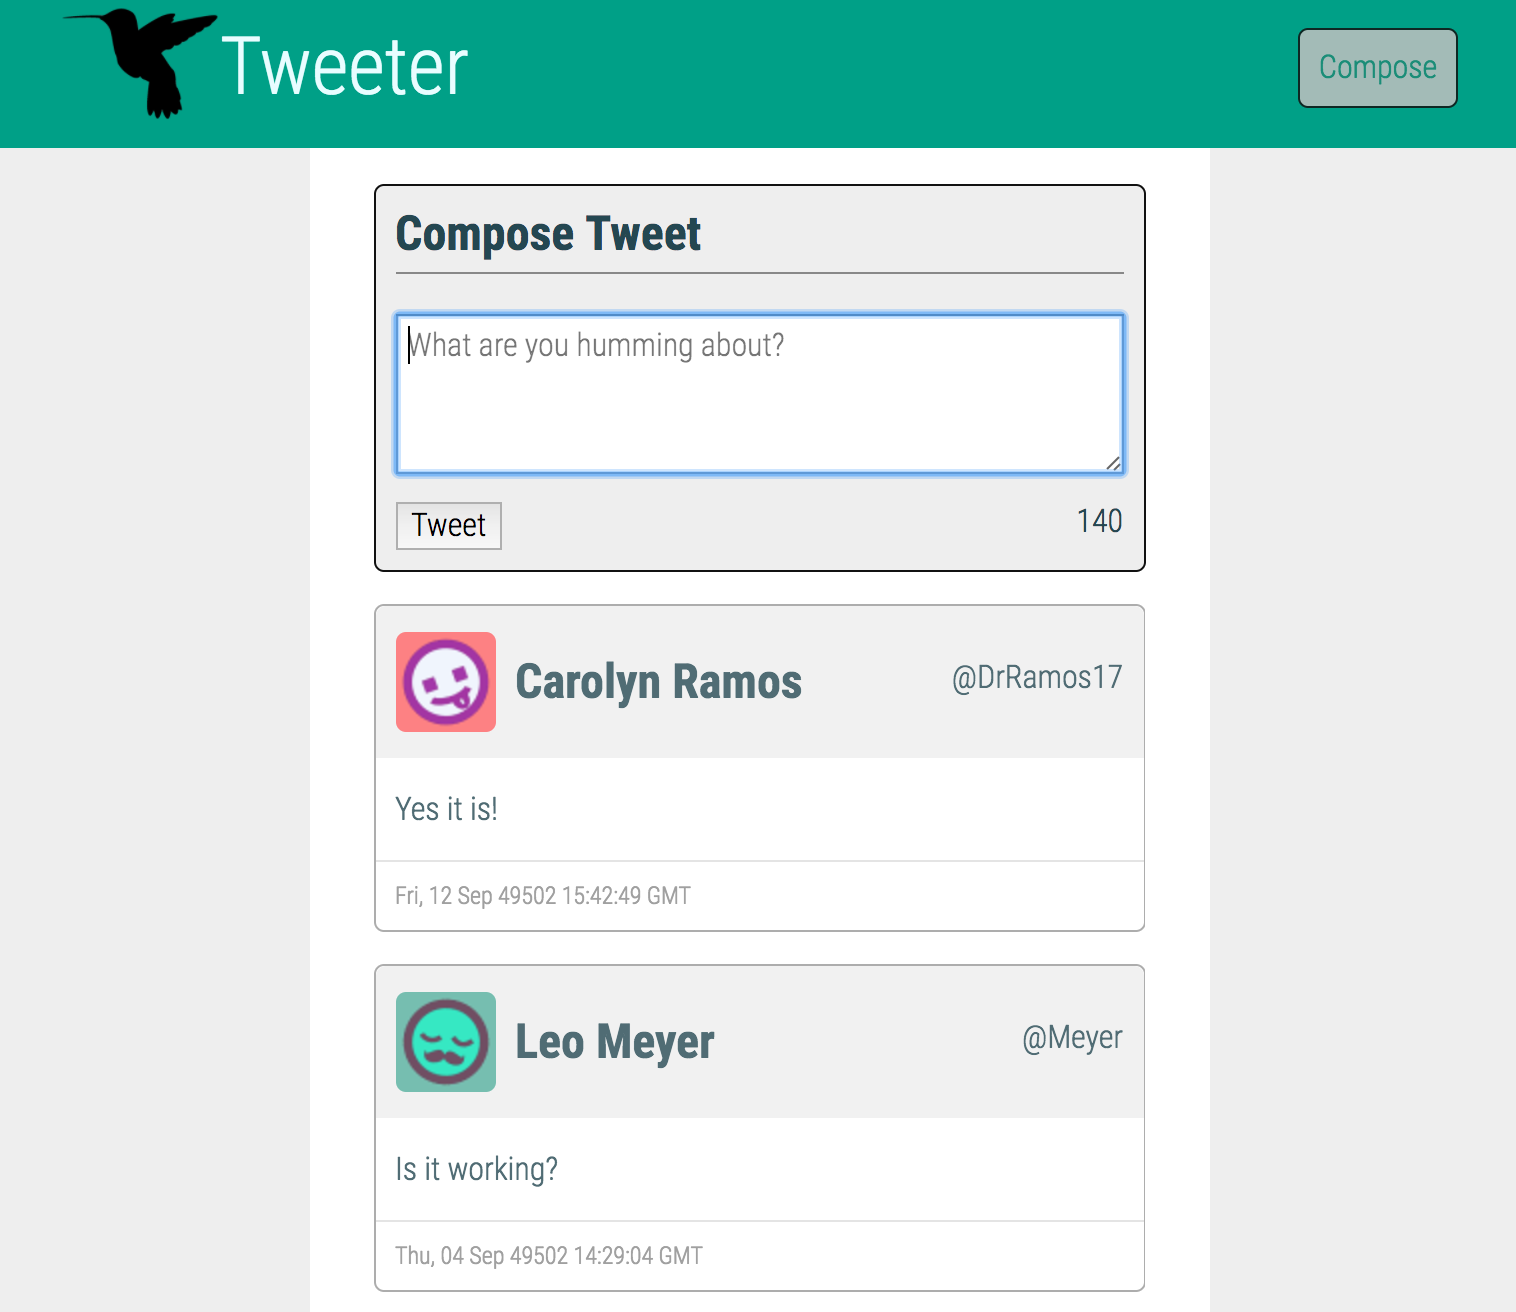 Tweeter
Compose
Compose Tweet
What are you humming about?
Tweet
140
Carolyn Ramos
@DrRamos17
Yes it is!
Fri, 12 Sep 49502 15:42:49 GMT
Leo Meyer
@Meyer
Is it working?
Thu, 04 Sep 49502 14:29:04 GMT